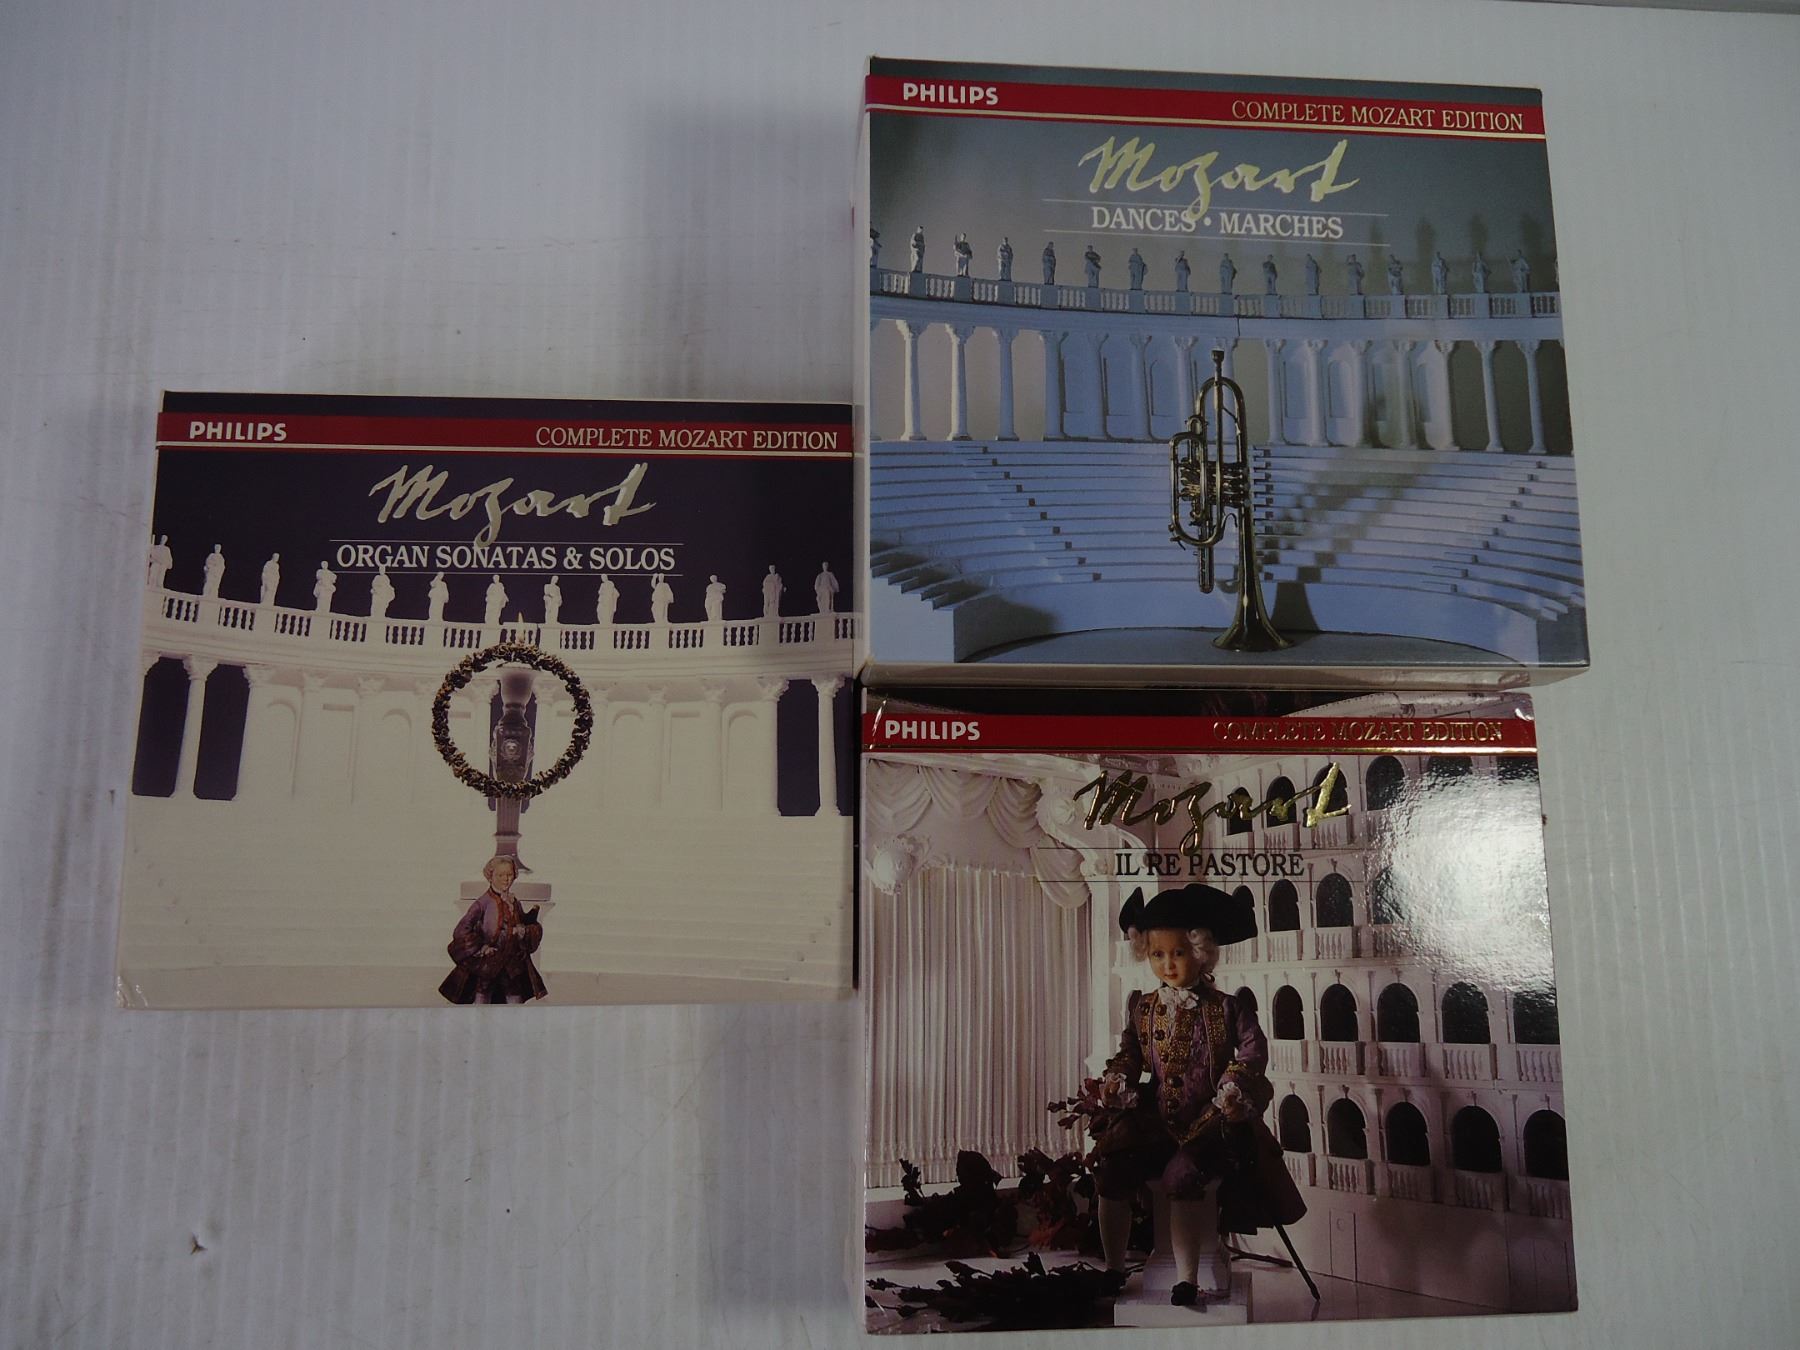 PHILIPS
COMPLETE MOZART EDITION
Mozart
DANCES • MARCHES
PHILIPS
COMPLETE MOZART EDITION
Mozart
ORGAN SONATAS & SOLOS
PHILIPS
COMPLETE MOZART EDITION
Mozart
IL RE PASTORE